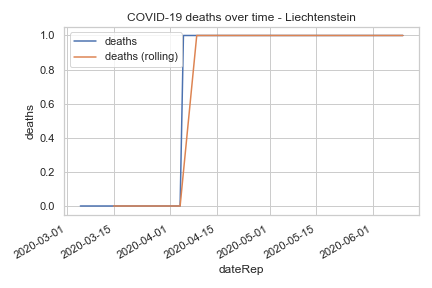 COVID-19 deaths over time - Liechtenstein
deaths
deaths (rolling)
1.0
0.8
0.6
0.4
0.2
0.0
deaths
2020-03-01
2020-03-15
2020-04-01
2020-04-15
2020-05-01
2020-05-15
2020-06-01
dateRep